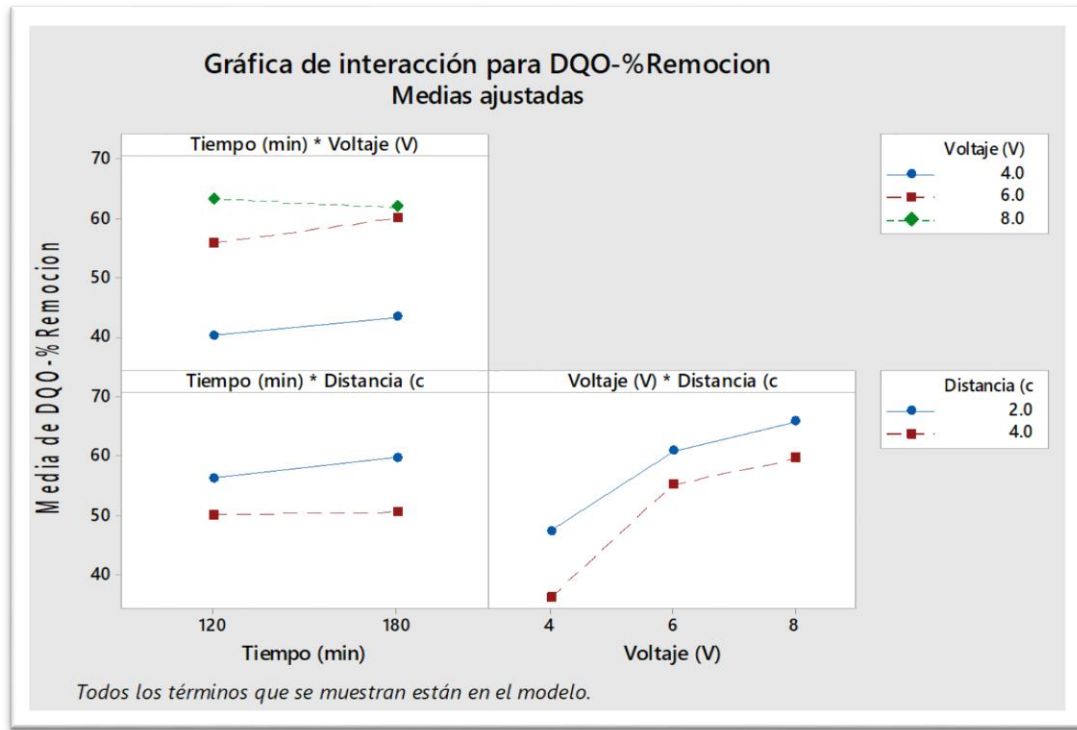 Gráfica de interacción para DQO-%Remocion
Medias ajustadas
Media de DQO-%Remocion
Tiempo (min) * Voltaje (V)
70
60
50
40
Voltaje (V)
4.0
6.0
8.0
Tiempo (min) * Distancia (c
Voltaje (V) * Distancia (c
70
60
50
40
Distancia (c
2.0
4.0
120
180
4
6
8
Tiempo (min)
Voltaje (V)
Todos los términos que se muestran están en el modelo.